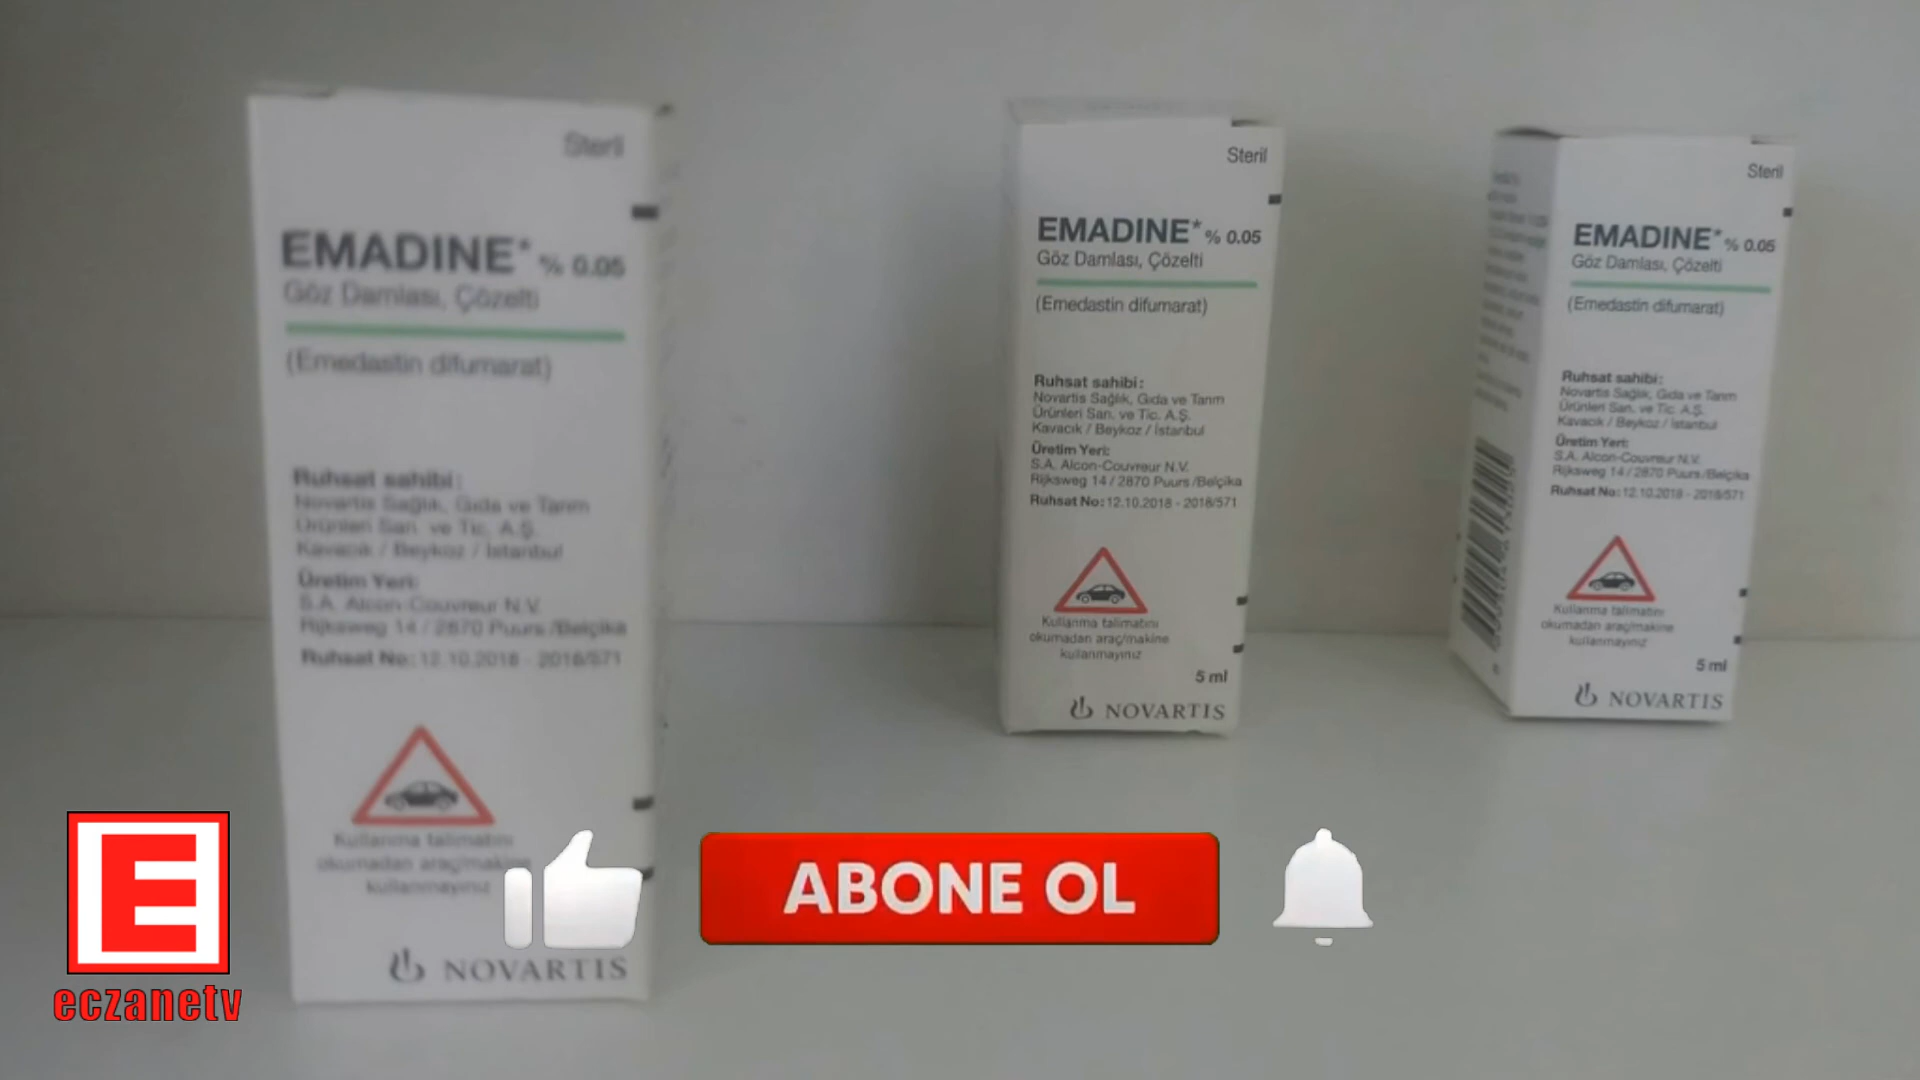 Steril
EMADINE* % 0.05
Göz Damlası, Çözelti
(Emedastin difumarat)
Ruhsat sahibi:
Novartis Sağlık, Gıda ve Tarım
Ürünleri San. ve Tic. A.Ş.
Kavacık / Beykoz / İstanbul
Üretim Yeri:
S.A. Alcon-Couvreur N.V.
Rijksweg 14 / 2870 Puurs /Belçika
Ruhsat No: 12.10.2018 - 2018/571
Kullanma talimatını
okumadan araç/makine
kullanmayınız
NOVARTIS
Steril
EMADINE* % 0.05
Göz Damlası, Çözelti
(Emedastin difumarat)
Ruhsat sahibi:
Novartis Sağlık, Gıda ve Tarım
Ürünleri San. ve Tic. A.Ş.
Kavacık / Beykoz / İstanbul
Üretim Yeri:
S.A. Alcon-Couvreur N.V.
Rijksweg 14 / 2870 Puurs /Belçika
Ruhsat No: 12.10.2018 - 2018/571
Kullanma talimatını
okumadan araç/makine
kullanmayınız
5 ml
NOVARTIS
Steril
EMADINE* % 0.05
Göz Damlası, Çözelti
(Emedastin difumarat)
Ruhsat sahibi:
Novartis Sağlık, Gıda ve Tarım
Ürünleri San. ve Tic. A.Ş.
Kavacık / Beykoz / İstanbul
Üretim Yeri:
S.A. Alcon-Couvreur N.V.
Rijksweg 14 / 2870 Puurs /Belçika
Ruhsat No: 12.10.2018 - 2018/571
Kullanma talimatını
okumadan araç/makine
kullanmayınız
5 ml
NOVARTIS
E
eczanetv
ABONE OL